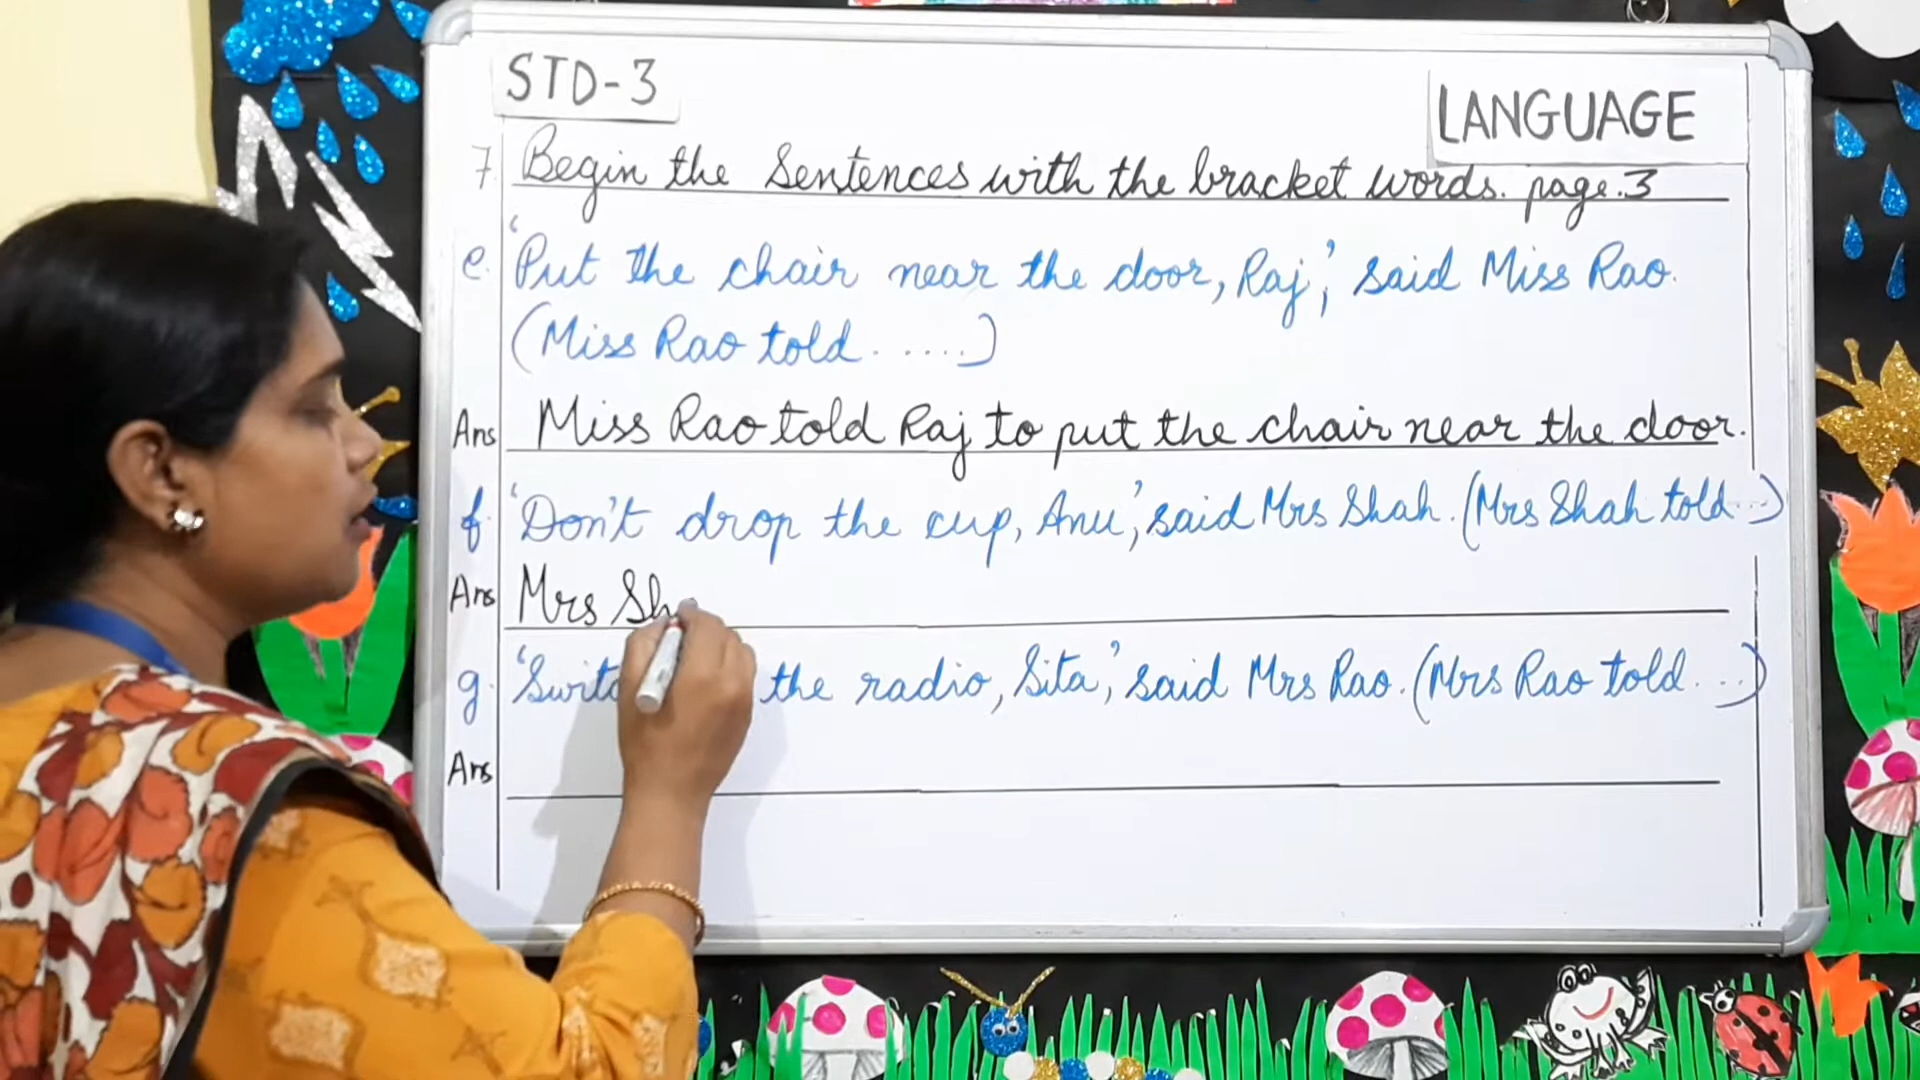 STD-3
LANGUAGE
7. Begin the Sentences with the bracket words. page.3
e. 'Put the chair near the door, Raj,' said Miss Rao.
(Miss Rao told......)
Ans Miss Rao told Raj to put the chair near the door.
f. 'Don't drop the cup, Anu,' said Mrs Shah. (Mrs Shah told...)
Ans Mrs Sh
g. 'the radio, Sita,' said Mrs Rao. (Mrs Rao told....)
Ans